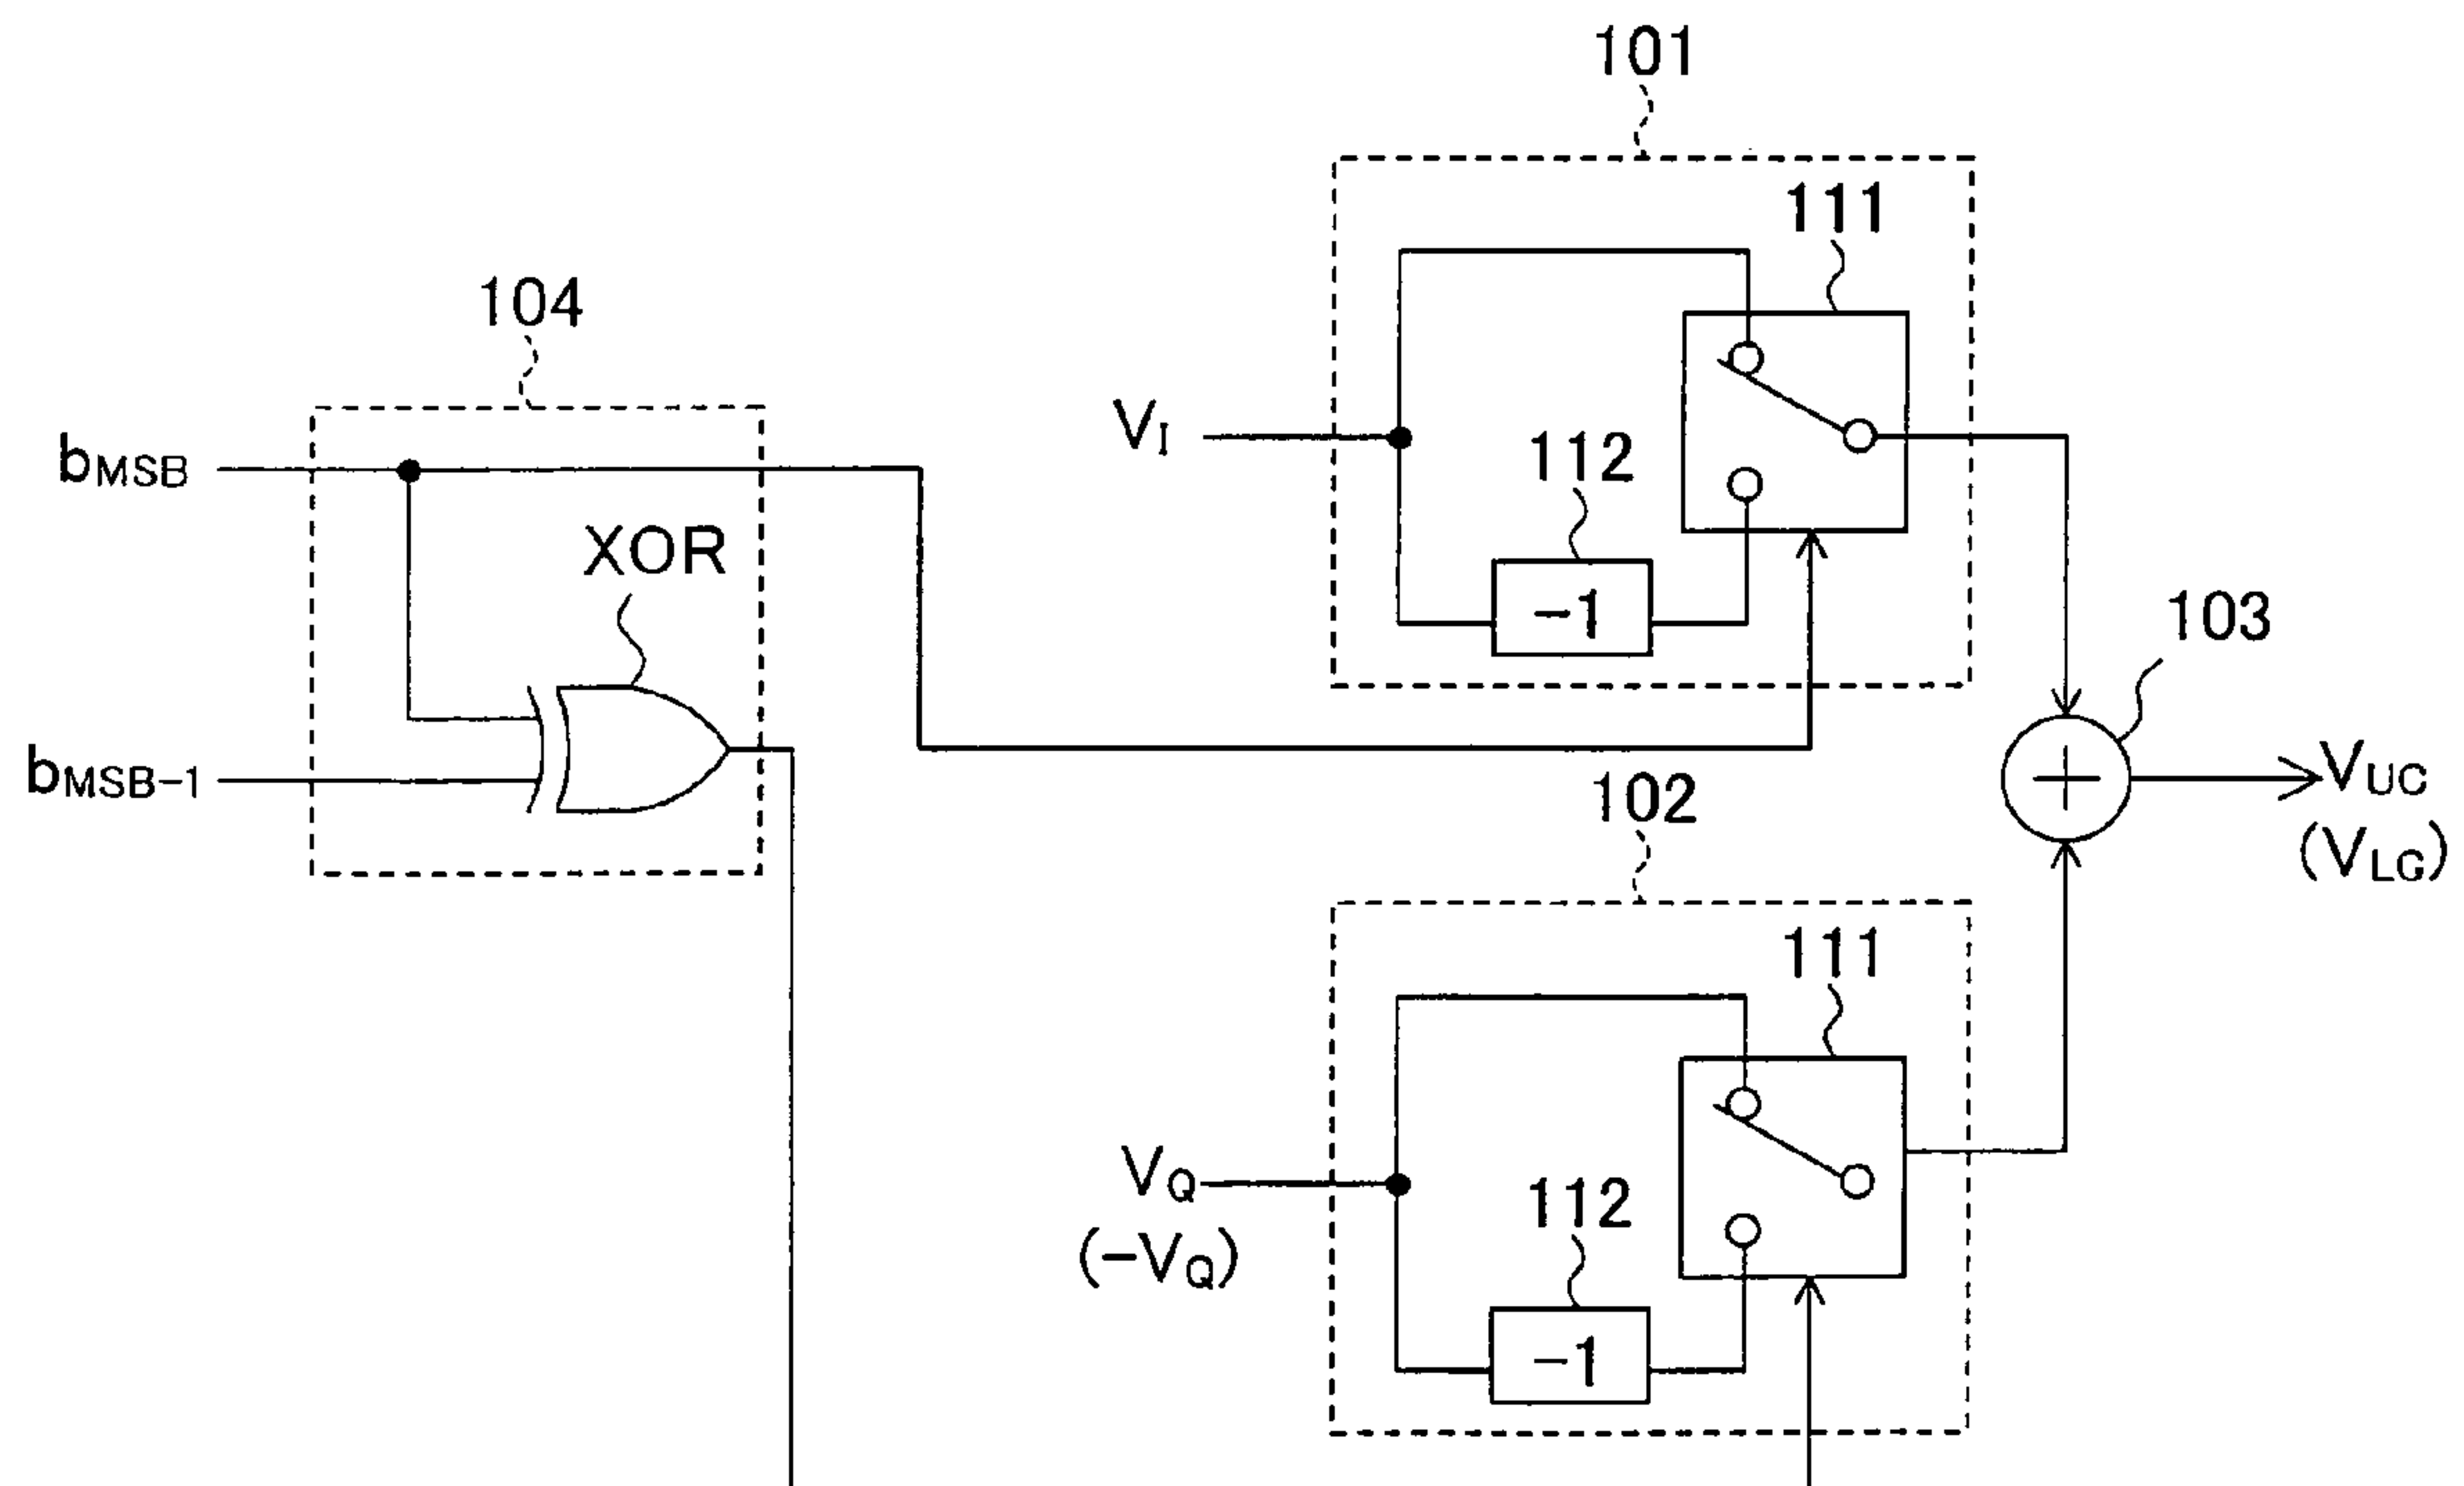 101
111
104
bMSB
VI
112
-1
XOR
103
bMSB-1
VUC
(VLG)
102
111
VQ
(-VQ)
112
-1